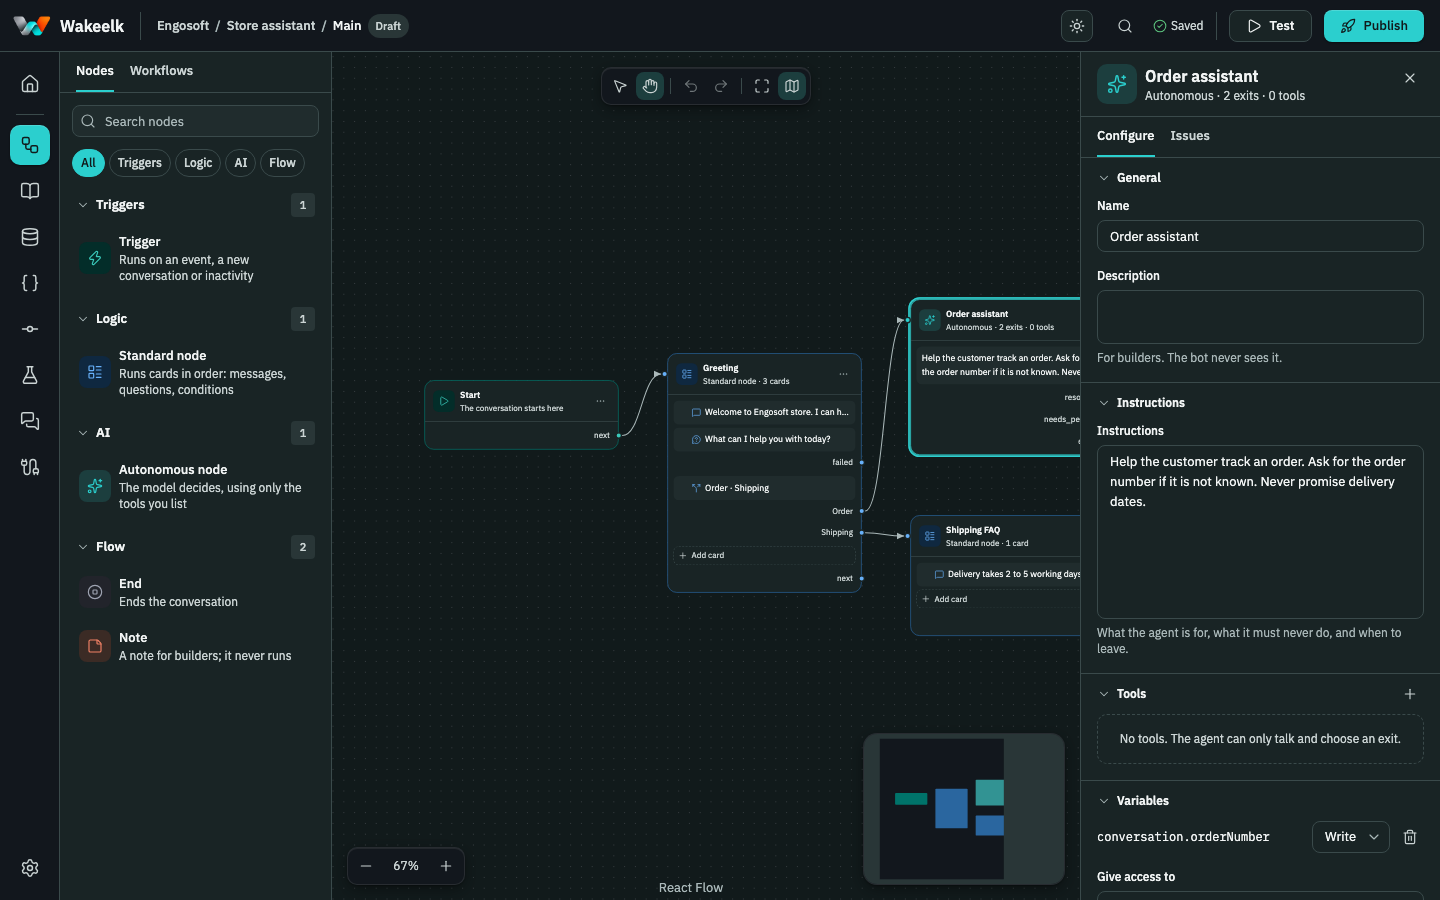 Wakeelk
Engosoft / Store assistant / Main Draft
Saved
Test
Publish
Nodes
Workflows
Search nodes
All
Triggers
Logic
AI
Flow
Triggers
1
Trigger
Runs on an event, a new
conversation or inactivity
Logic
1
Standard node
Runs cards in order: messages,
questions, conditions
AI
1
Autonomous node
The model decides, using only the
tools you list
Flow
2
End
Ends the conversation
Note
A note for builders; it never runs
Start
The conversation starts here
next
Greeting
Standard node · 3 cards
Welcome to Engosoft store. I can h...
What can I help you with today?
failed
Order · Shipping
Order
Shipping
Add card
next
Order assistant
Autonomous · 2 exits · 0 tools
Help the customer track an order. Ask fo
the order number if it is not known. Neve
reso
needs_pe
Shipping FAQ
Standard node · 1 card
Delivery takes 2 to 5 working days
Add card
67%
React Flow
Order assistant
Autonomous · 2 exits · 0 tools
Configure
Issues
General
Name
Order assistant
Description
For builders. The bot never sees it.
Instructions
Instructions
Help the customer track an order. Ask for the order
number if it is not known. Never promise delivery
dates.
What the agent is for, what it must never do, and when to
leave.
Tools
No tools. The agent can only talk and choose an exit.
Variables
conversation.orderNumber
Write
Give access to